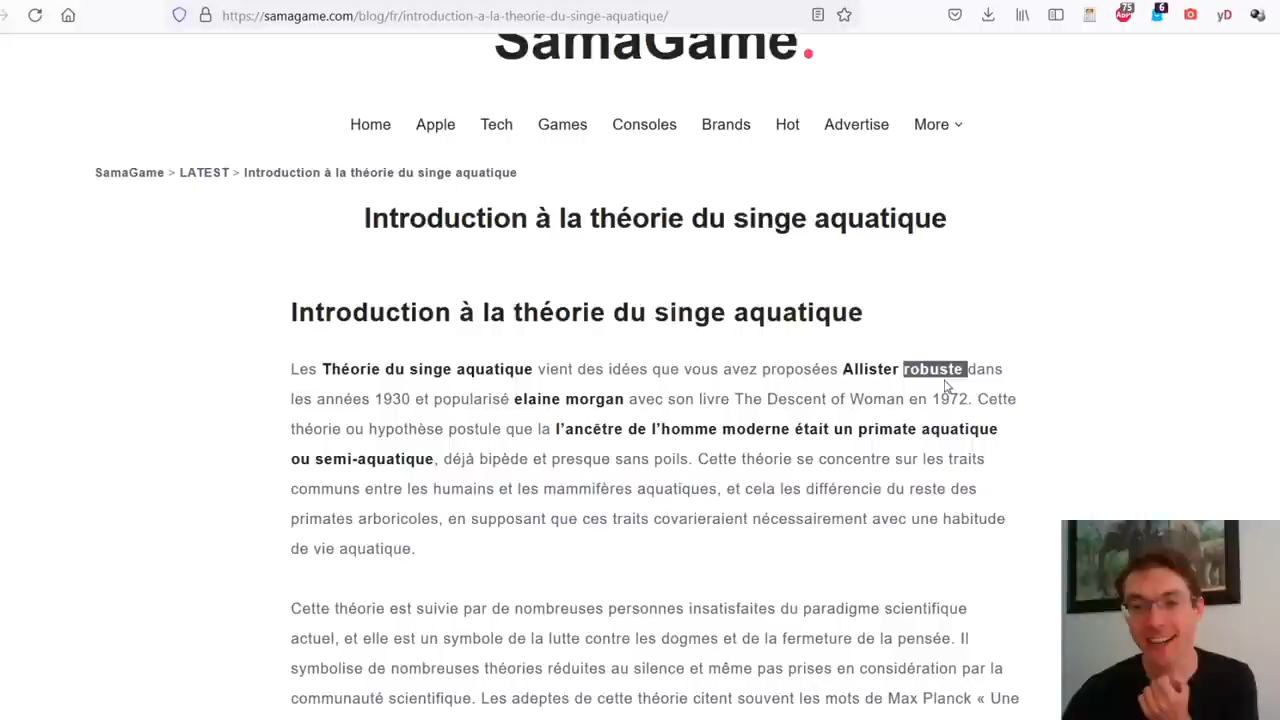 https://samagame.com/blog/fr/introduction-a-la-theorie-du-singe-aquatique/
75
6
yD
SamaGame.
Home Apple Tech Games Consoles Brands Hot Advertise More
SamaGame > LATEST > Introduction à la théorie du singe aquatique
Introduction à la théorie du singe aquatique
Introduction à la théorie du singe aquatique
Les Théorie du singe aquatique vient des idées que vous avez proposées Allister robuste dans
les années 1930 et popularisé elaine morgan avec son livre The Descent of Woman en 1972. Cette
théorie ou hypothèse postule que la l’ancêtre de l’homme moderne était un primate aquatique
ou semi-aquatique, déjà bipède et presque sans poils. Cette théorie se concentre sur les traits
communs entre les humains et les mammifères aquatiques, et cela les différencie du reste des
primates arboricoles, en supposant que ces traits covarieraient nécessairement avec une habitude
de vie aquatique.
Cette théorie est suivie par de nombreuses personnes insatisfaites du paradigme scientifique
actuel, et elle est un symbole de la lutte contre les dogmes et de la fermeture de la pensée. Il
symbolise de nombreuses théories réduites au silence et même pas prises en considération par la
communauté scientifique. Les adeptes de cette théorie citent souvent les mots de Max Planck « Une